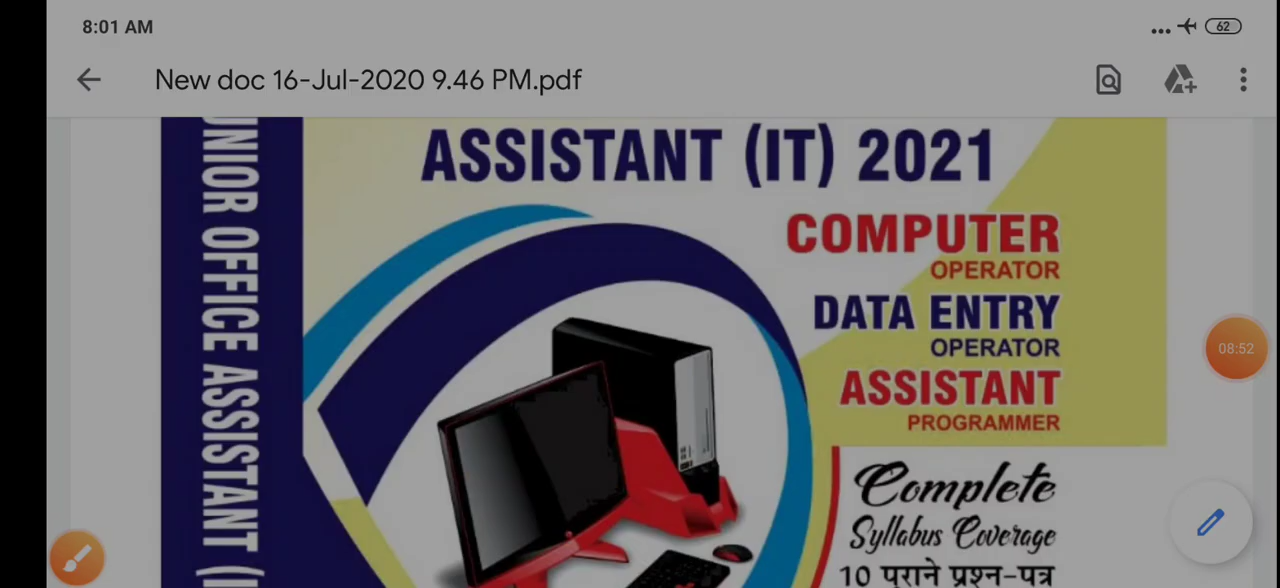 8:01 AM
62
New doc 16-Jul-2020 9.46 PM.pdf
UNIOR OFFICE ASSISTANT (I
ASSISTANT (IT) 2021
COMPUTER
OPERATOR
DATA ENTRY
OPERATOR
ASSISTANT
PROGRAMMER
08:52
Complete
Syllabus Coverage
10 पुराने प्रश्न-पत्र